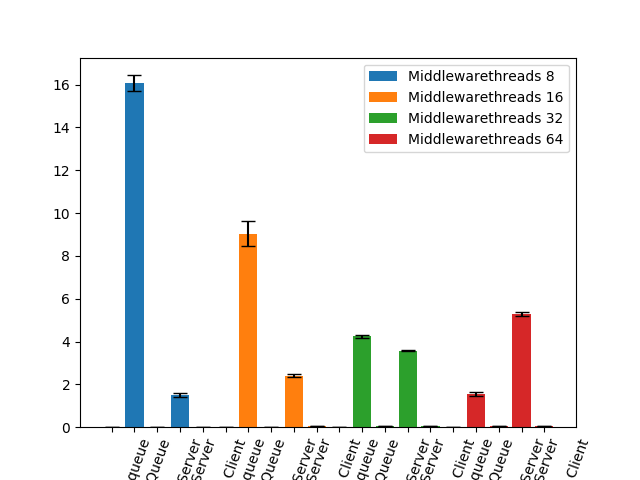 16
14
12
10
8
6
4
2
0
Middlewarethreads 8
Middlewarethreads 16
Middlewarethreads 32
Middlewarethreads 64
queue
Queue
Server
Server
Client
queue
Queue
Server
Server
Client
queue
Queue
Server
Server
Client
queue
Queue
Server
Server
Client